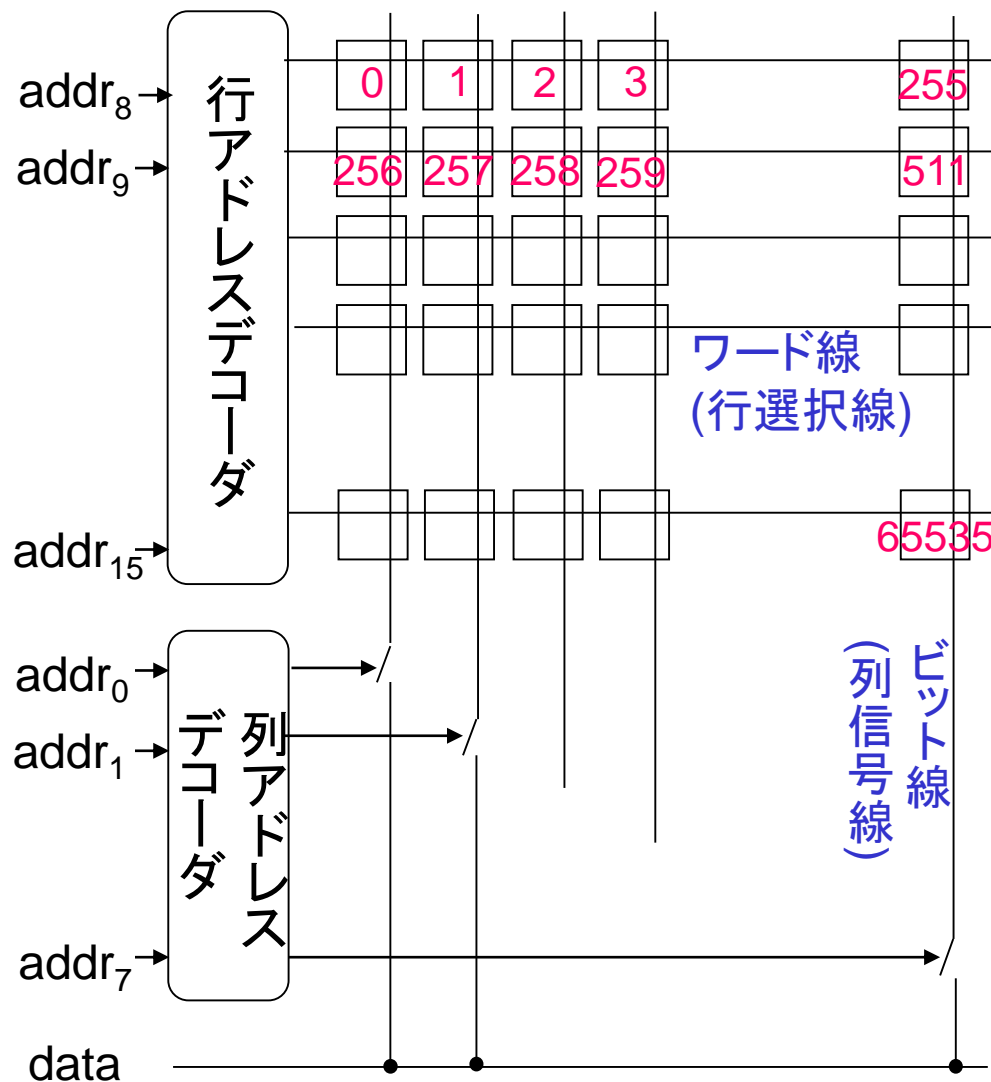 行アドレスデコーダ
addr8
addr9
addr15
0 1 2 3 255
256 257 258 259 511
ワード線
(行選択線)
65535
列アドレス
デコーダ
addr0
addr1
addr7
ビット線
(列信号線)
data